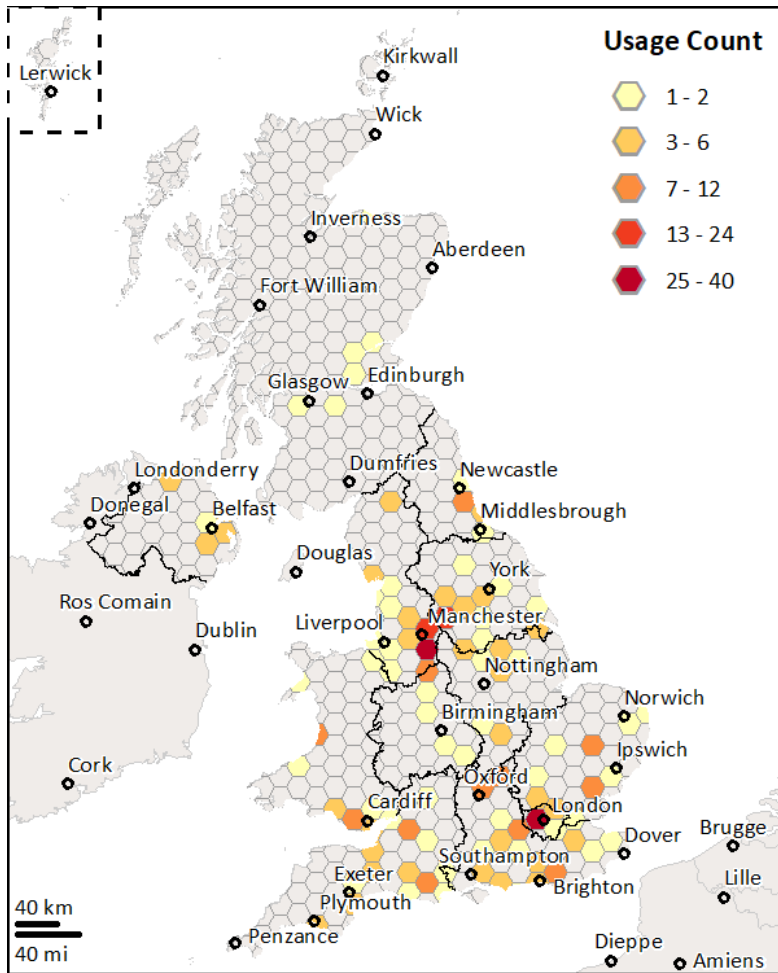 Usage Count
1 - 2
3 - 6
7 - 12
13 - 24
25 - 40
Lerwick
Kirkwall
Wick
Inverness
Aberdeen
Fort William
Glasgow
Edinburgh
Dumfries
Londonderry
Newcastle
Donegal
Belfast
Middlesbrough
Douglas
York
Ros Comain
Liverpool
Manchester
Dublin
Nottingham
Norwich
Birmingham
Ipswich
Cork
Oxford
Cardiff
London
Dover
Brugge
Southampton
Exeter
Brighton
Lille
Plymouth
Penzance
Dieppe
Amiens
40 km
40 mi